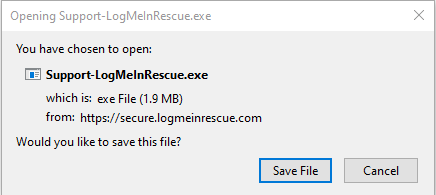 Opening Support-LogMeInRescue.exe
You have chosen to open:
Support-LogMeInRescue.exe
which is: exe File (1.9 MB)
from: https://secure.logmeinrescue.com
Would you like to save this file?
Save File Cancel